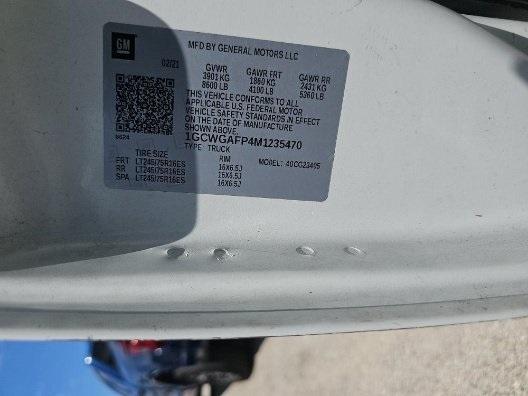 GM
MFD BY GENERAL MOTORS LLC
02/21
GVWR GAWR FRT GAWR RR
3901 KG 1860 KG 2431 KG
8600 LB 4100 LB 5360 LB
THIS VEHICLE CONFORMS TO ALL
APPLICABLE U.S. FEDERAL MOTOR
VEHICLE SAFETY STANDARDS IN EFFECT
ON THE DATE OF MANUFACTURE
SHOWN ABOVE.
6624
1GCWGAFP4M1235470
TYPE: TRUCK
TIRE SIZE RIM MODEL:
FRT LT245/75R16ES 16X6.5J
RR LT245/75R16ES 16X6.5J
SPA LT245/75R16ES 16X6.5J